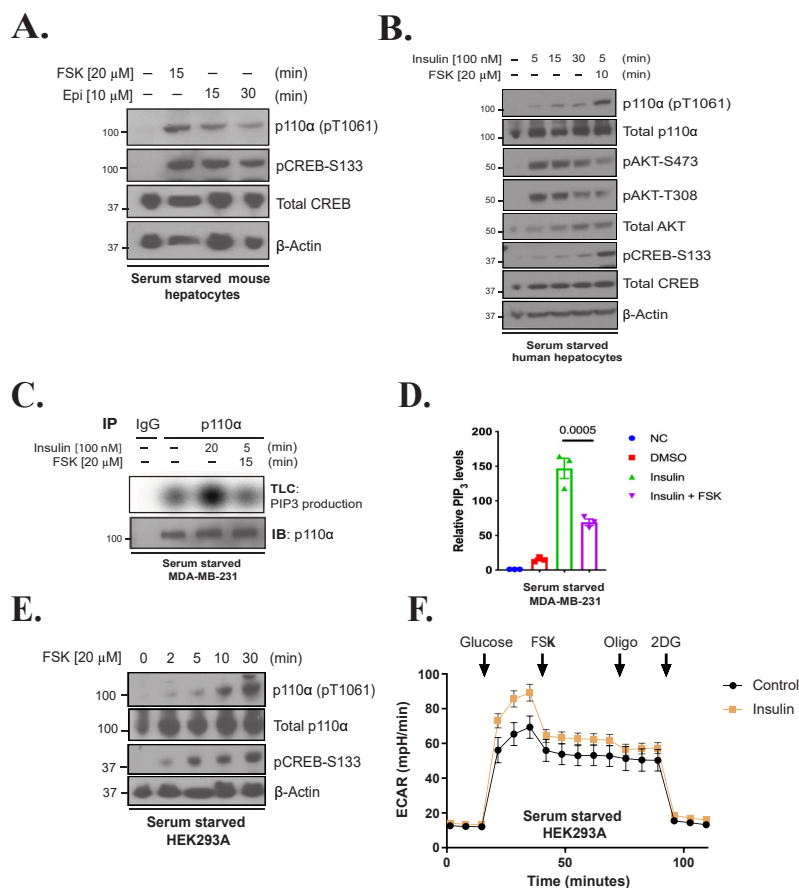 A.
FSK [20 μM] – 15 – – (min)
Epi [10 μM] – – 15 30 (min)
100 p110α (pT1061)
100 pCREB-S133
37 Total CREB
37 β-Actin
Serum starved mouse
hepatocytes
B.
Insulin [100 nM] – 5 15 30 5 (min)
FSK [20 μM] – – – – 10 (min)
100 p110α (pT1061)
100 Total p110α
50 pAKT-S473
50 pAKT-T308
50 Total AKT
37 pCREB-S133
37 Total CREB
37 β-Actin
Serum starved
human hepatocytes
C.
IP IgG p110α
Insulin [100 nM] – – 20 5 (min)
FSK [20 μM] – – – 15 (min)
TLC:
PIP3 production
100 IB: p110α
Serum starved
MDA-MB-231
D.
Relative PIP3 levels
200
150
100
50
0
0.0005
NC
DMSO
Insulin
Insulin + FSK
Serum starved
MDA-MB-231
E.
FSK [20 μM] 0 2 5 10 30 (min)
100 p110α (pT1061)
100 Total p110α
37 pCREB-S133
37 β-Actin
Serum starved
HEK293A
F.
Glucose FSK Oligo 2DG
ECAR (mpH/min)
100
80
60
40
20
0
Control
Insulin
Serum starved
HEK293A
0 50 100
Time (minutes)